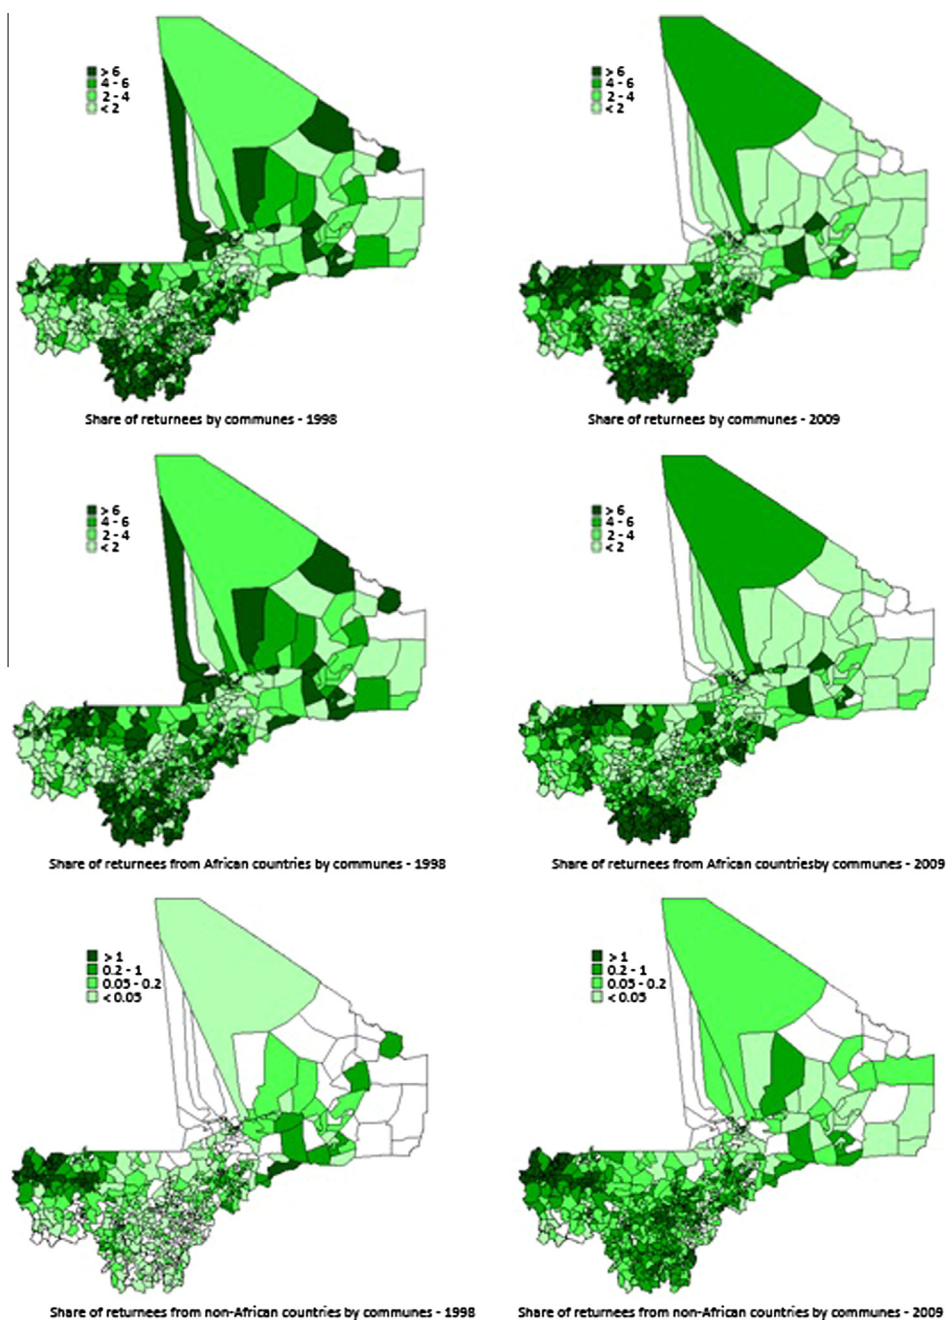 > 6
4 - 6
2 - 4
< 2
> 6
4 - 6
2 - 4
< 2
Share of returnees by communes - 1998
Share of returnees by communes - 2009
> 6
4 - 6
2 - 4
< 2
> 6
4 - 6
2 - 4
< 2
Share of returnees from African countries by communes - 1998
Share of returnees from African countriesby communes - 2009
> 1
0.2 - 1
0.05 - 0.2
< 0.05
> 1
0.2 - 1
0.05 - 0.2
< 0.05
Share of returnees from non-African countries by communes - 1998
Share of returnees from non-African countries by communes - 2009